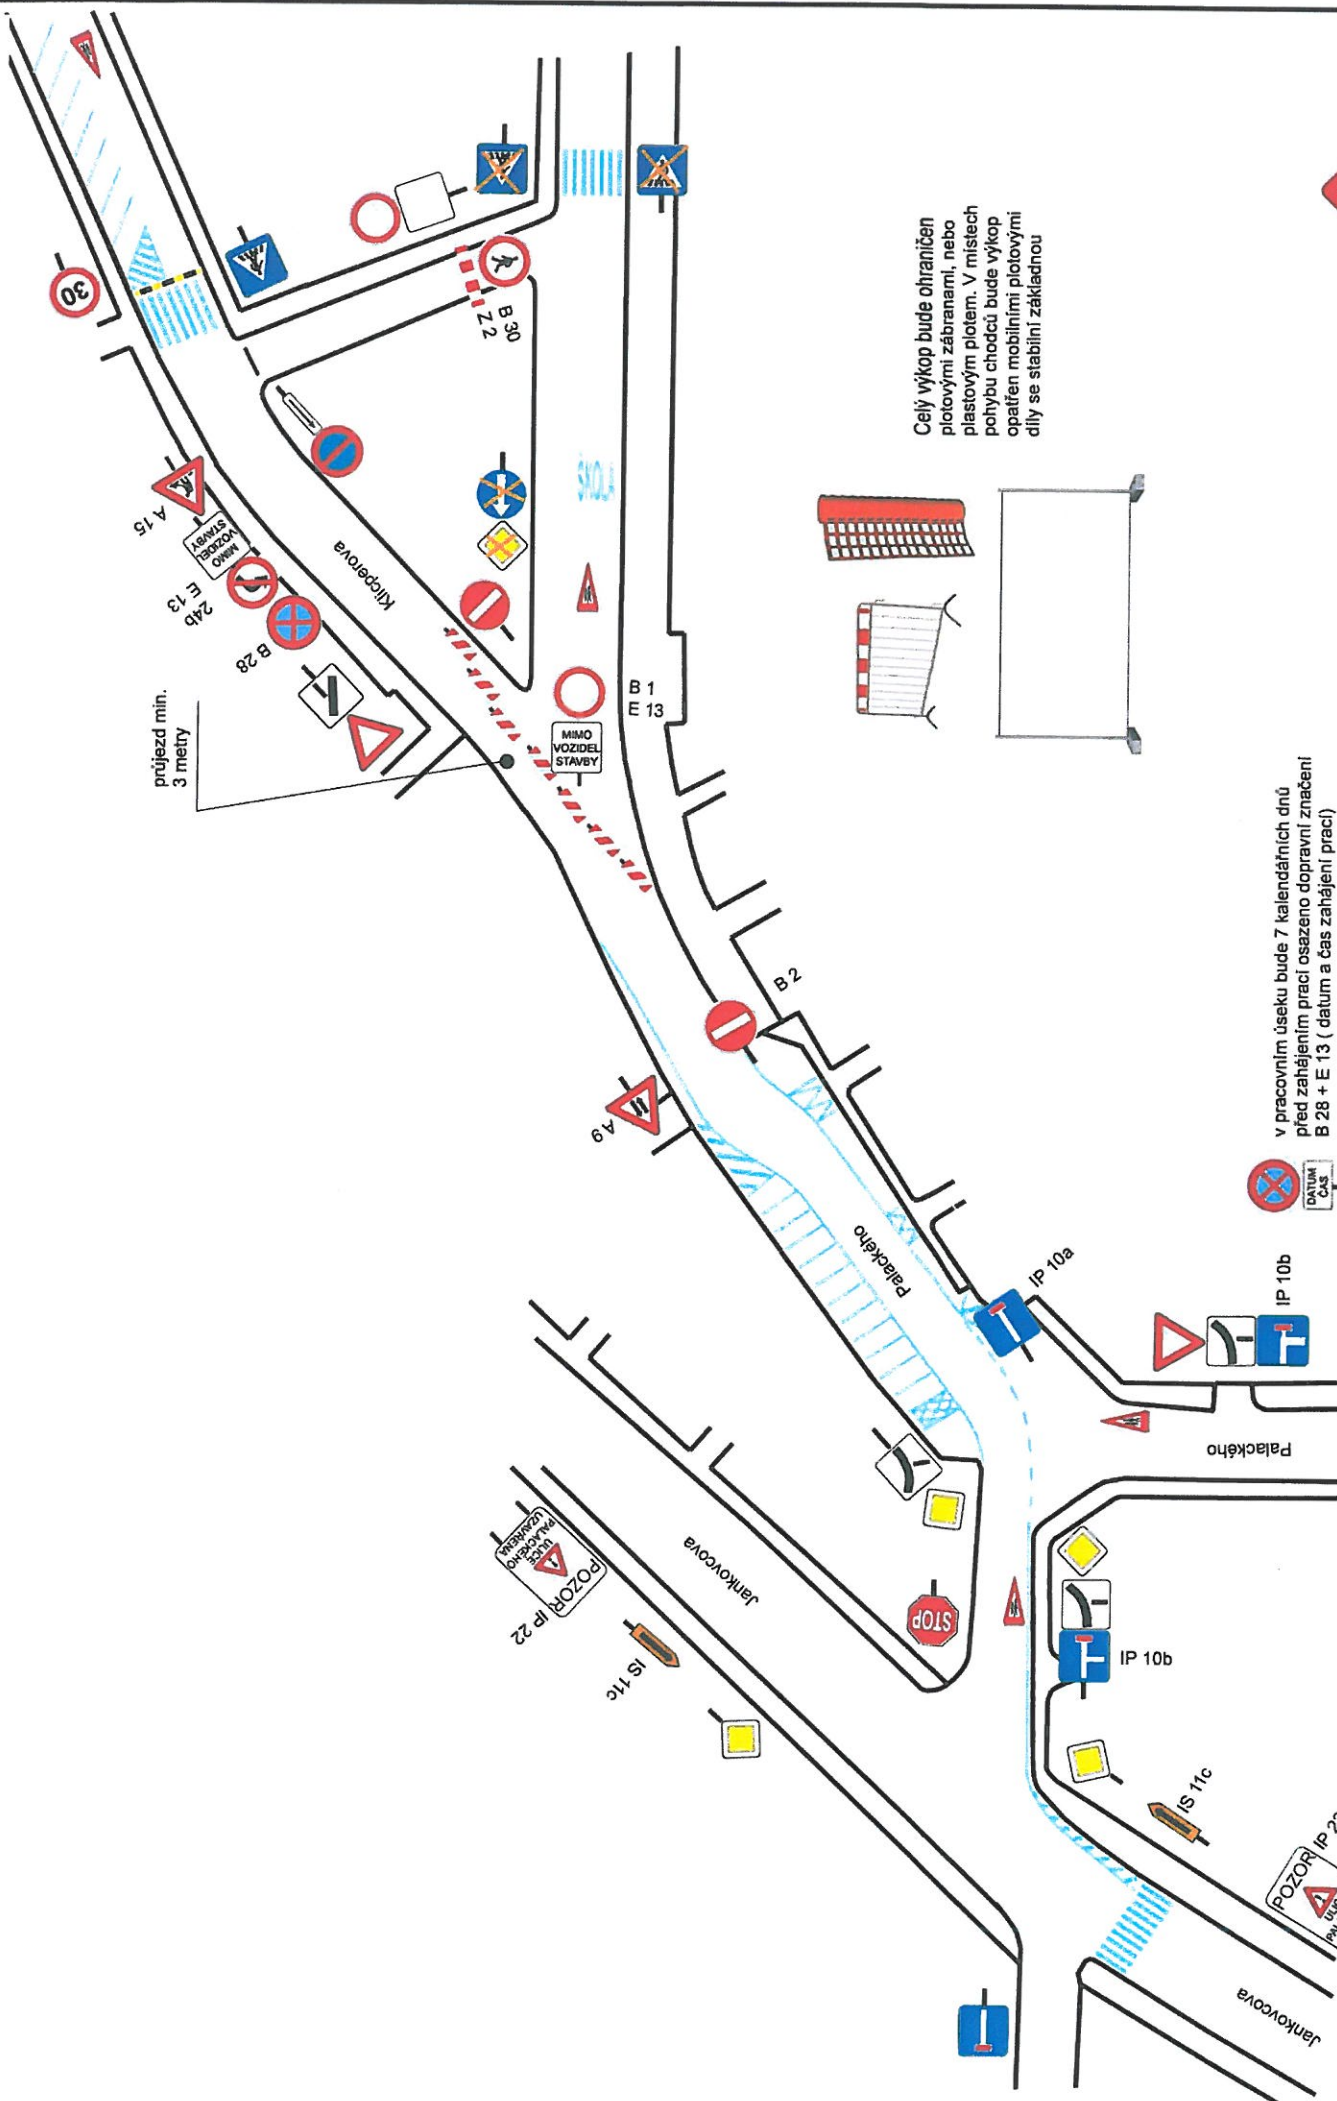 30
A 15
MIMO
VOZIDEL
STAVBY
24b
E 13
B 28
průjezd min.
3 metry
Klicperova
B 30
Z 2
ŠKOLA
B 1
E 13
MIMO
VOZIDEL
STAVBY
Celý výkop bude ohraničen
plotovými zábranami, nebo
plastovým plotem. V místech
pohybu chodců bude výkop
opatřen mobilními plotovými
díly se stabilní základnou
B 2
A 9
Palackého
IP 10a
v pracovním úseku bude 7 kalendářních dnů
před zahájením prací osazeno dopravní značení
B 28 + E 13 ( datum a čas zahájení prací)
DATUM
ČAS
IP 10b
Palackého
Jankovcova
POZOR
ULICE
PALACKÉHO
UZAVŘENA
IP 22
IS 11c
STOP
IP 10b
IS 11c
POZOR
Jankovcova